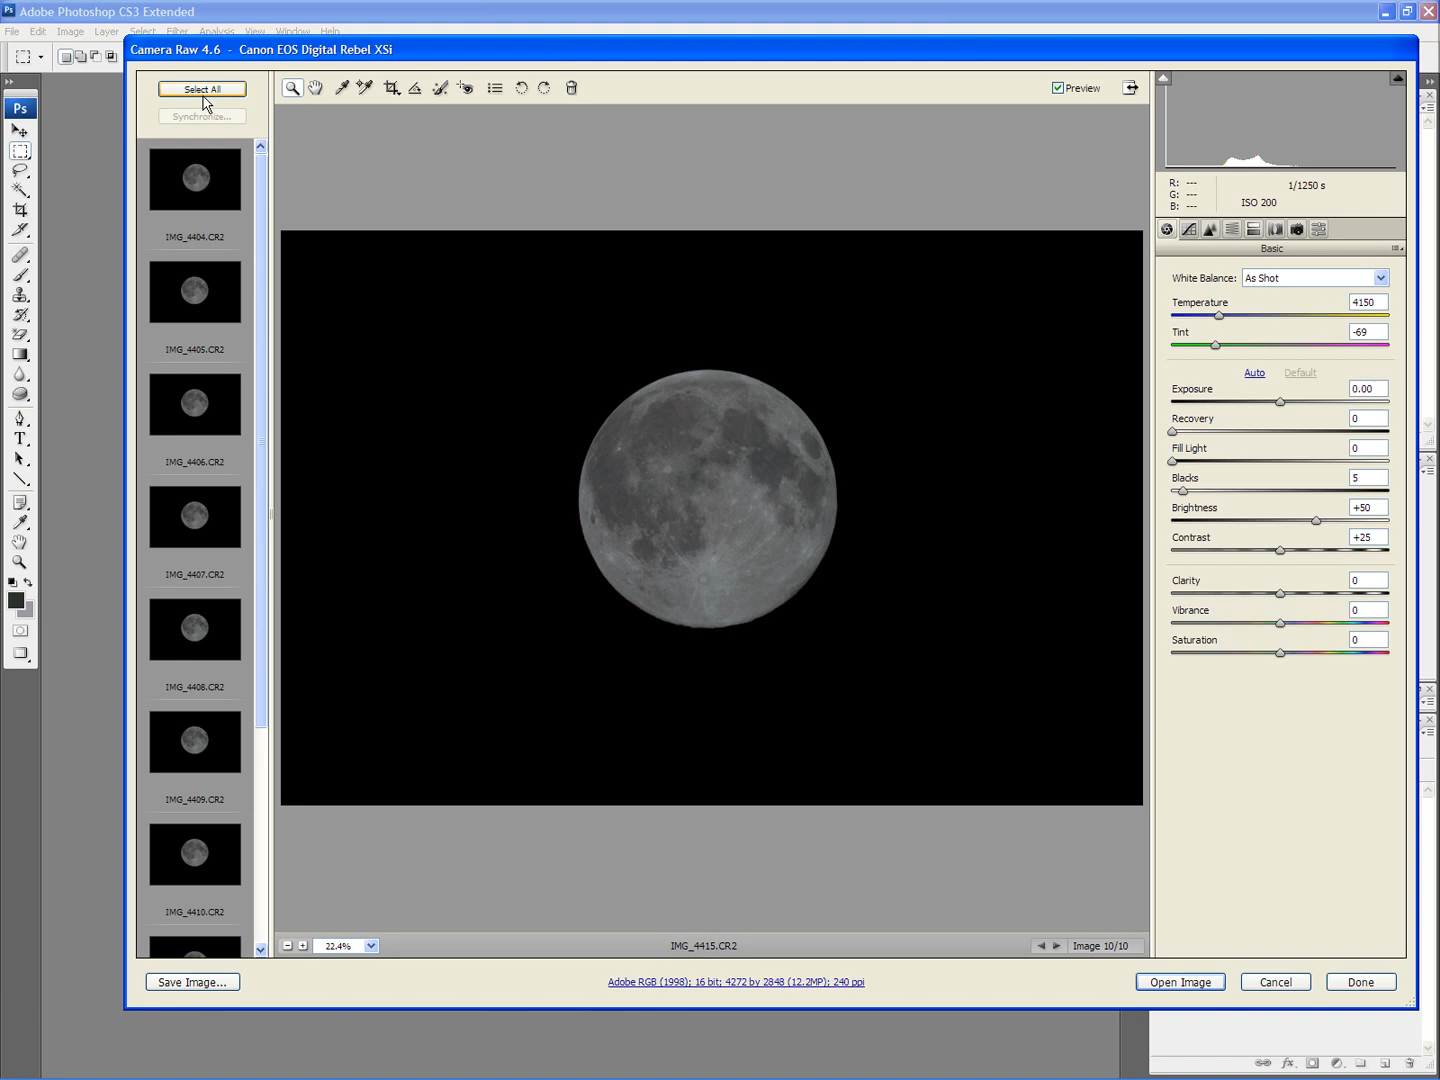 Adobe Photoshop CS3 Extended
File Edit Image Layer Select Filter Analysis View Window Help
Camera Raw 4.6 - Canon EOS Digital Rebel XSi
Select All
Synchronize...
Preview
IMG_4404.CR2
IMG_4405.CR2
IMG_4406.CR2
IMG_4407.CR2
IMG_4408.CR2
IMG_4409.CR2
IMG_4410.CR2
R: ---
G: ---
B: ---
1/1250 s
ISO 200
Basic
White Balance: As Shot
Temperature 4150
Tint -69
Auto Default
Exposure 0.00
Recovery 0
Fill Light 0
Blacks 5
Brightness +50
Contrast +25
Clarity 0
Vibrance 0
Saturation 0
22.4%
IMG_4415.CR2
Image 10/10
Save Image...
Adobe RGB (1998); 16 bit; 4272 by 2848 (12.2MP); 240 ppi
Open Image
Cancel
Done
Ps